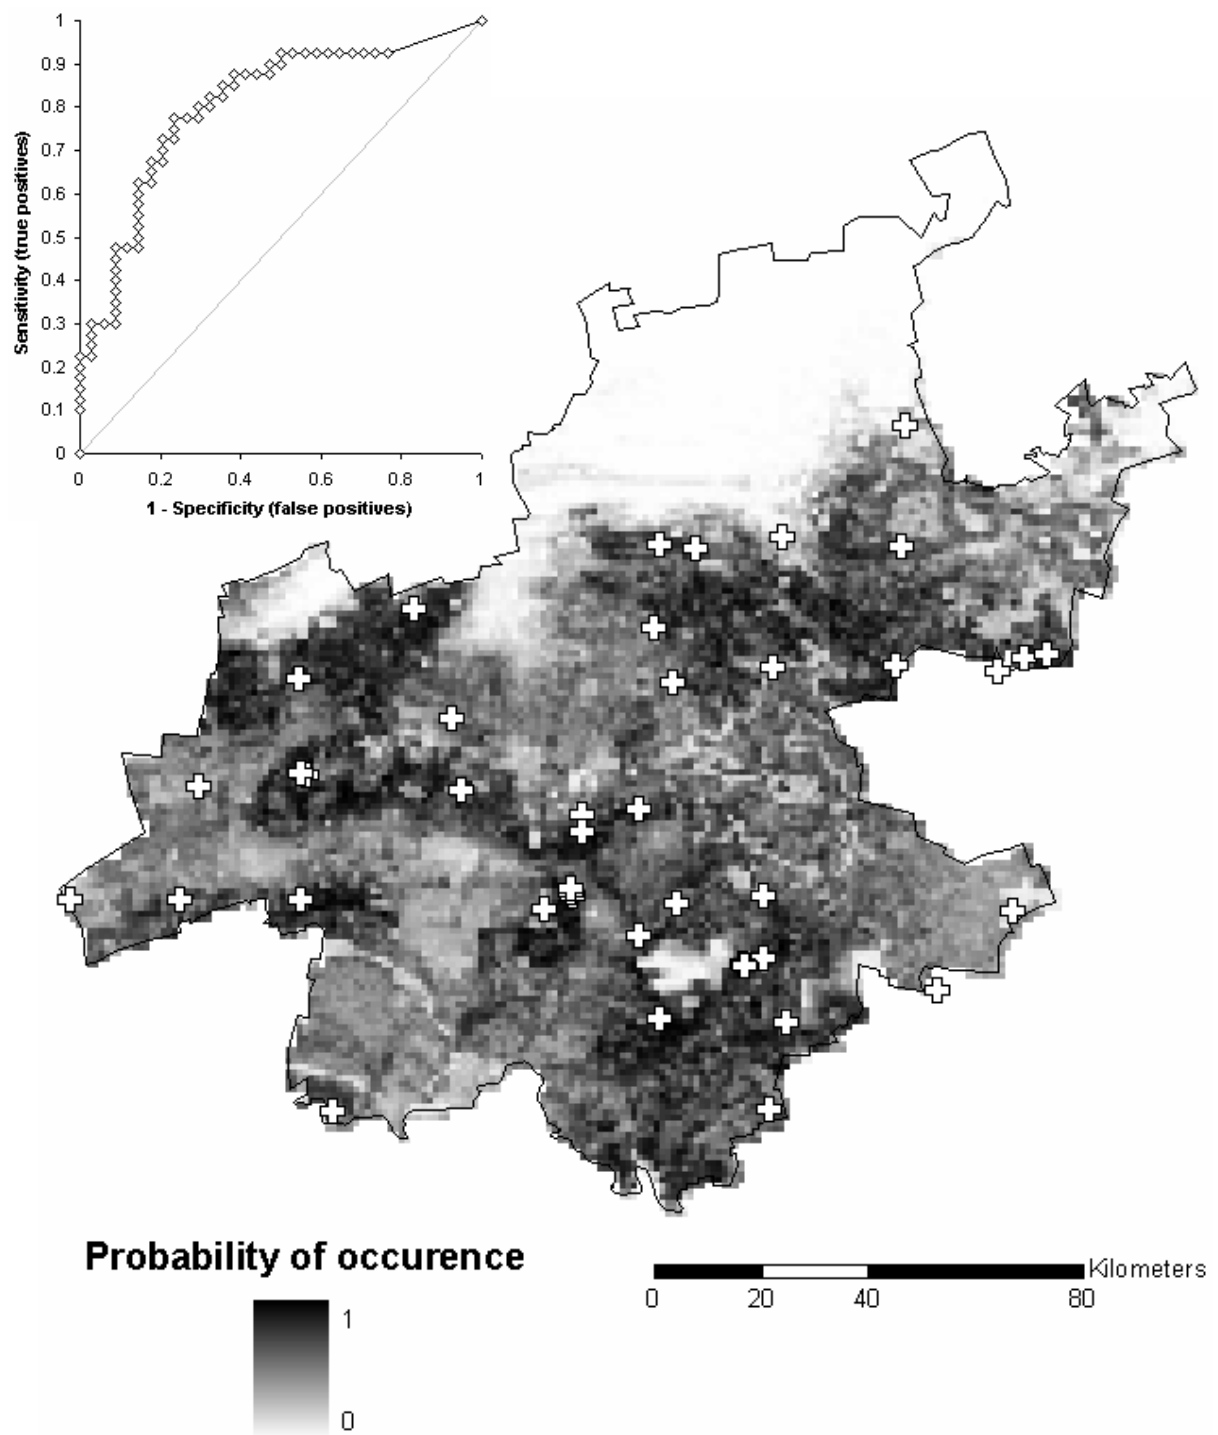 1
0.9
0.8
0.7
0.6
0.5
0.4
0.3
0.2
0.1
0
Sensitivity (true positives)
0 0.2 0.4 0.6 0.8 1
1 - Specificity (false positives)
Probability of occurence
1
0
Kilometers
0 20 40 80